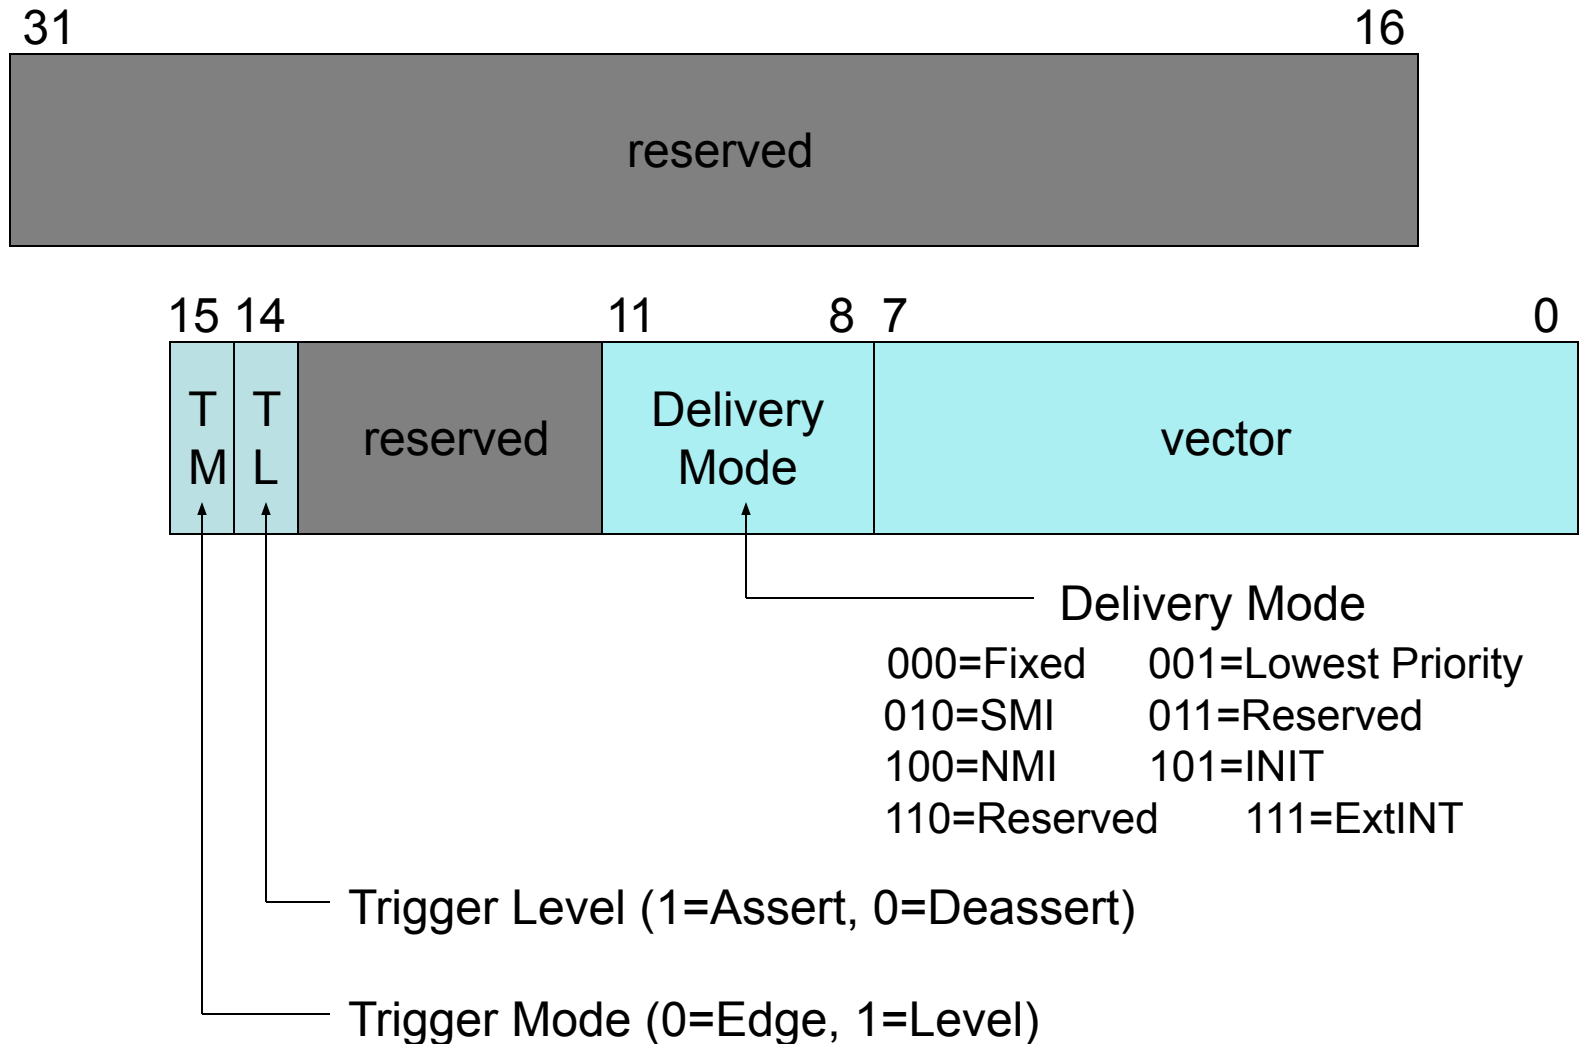 31 16
reserved
15 14 11 8 7 0
T M T L reserved Delivery Mode vector
Delivery Mode
000=Fixed 001=Lowest Priority
010=SMI 011=Reserved
100=NMI 101=INIT
110=Reserved 111=ExtINT
Trigger Level (1=Assert, 0=Deassert)
Trigger Mode (0=Edge, 1=Level)